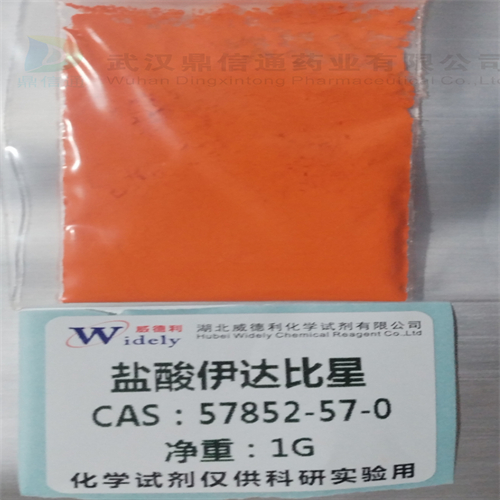 武汉鼎信通药业有限公司
Wuhan Dingxintong Pharmaceutical Co.,Ltd.
Widely 威德利
湖北威德利化学试剂有限公司
Hubei Widely Chemical Reagent Co.Ltd
盐酸伊达比星
CAS：57852-57-0
净重：1G
化学试剂仅供科研实验用